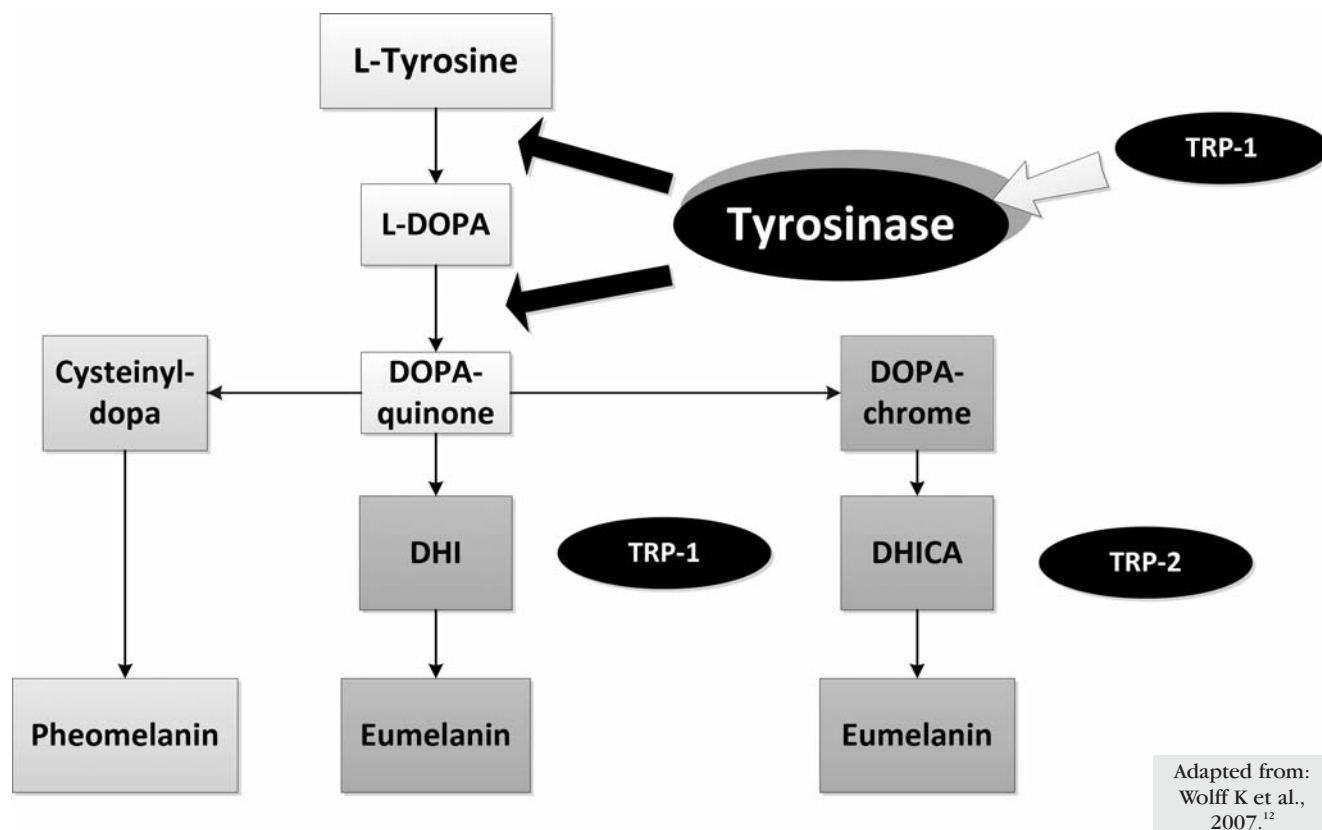 L-Tyrosine
TRP-1
L-DOPA
Tyrosinase
Cysteinyl-
dopa
DOPA-
quinone
DOPA-
chrome
DHI
TRP-1
DHICA
TRP-2
Pheomelanin
Eumelanin
Eumelanin
Adapted from:
Wolff K et al.,
2007.¹²